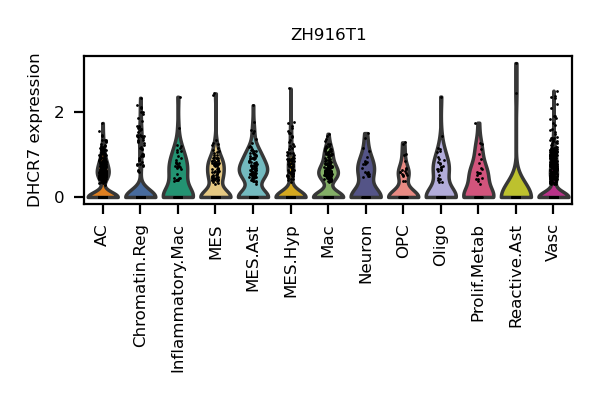 ZH916T1
DHCR7 expression
2
0
AC
Chromatin.Reg
Inflammatory.Mac
MES
MES.Ast
MES.Hyp
Mac
Neuron
OPC
Oligo
Prolif.Metab
Reactive.Ast
Vasc